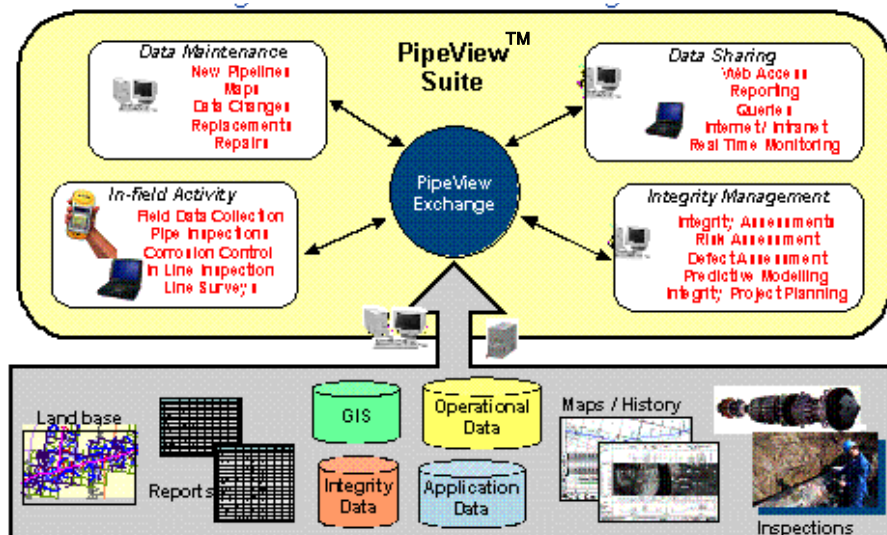 PipeView™
Suite
Data Maintenance
New Pipelines
Maps
Data Changes
Replacements
Repairs
Data Sharing
Web Access
Reporting
Queries
Internet/ Intranet
Real Time Monitoring
PipeView
Exchange
In-field Activity
Field Data Collection
Pipe Inspections
Corrosion Control
In Line Inspection
Line Surveys
Integrity Management
Integrity Assessments
Risk Assessment
Defect Assessment
Predictive Modelling
Integrity Project Planning
Land base
Reports
GIS
Operational
Data
Integrity
Data
Application
Data
Maps / History
Inspections